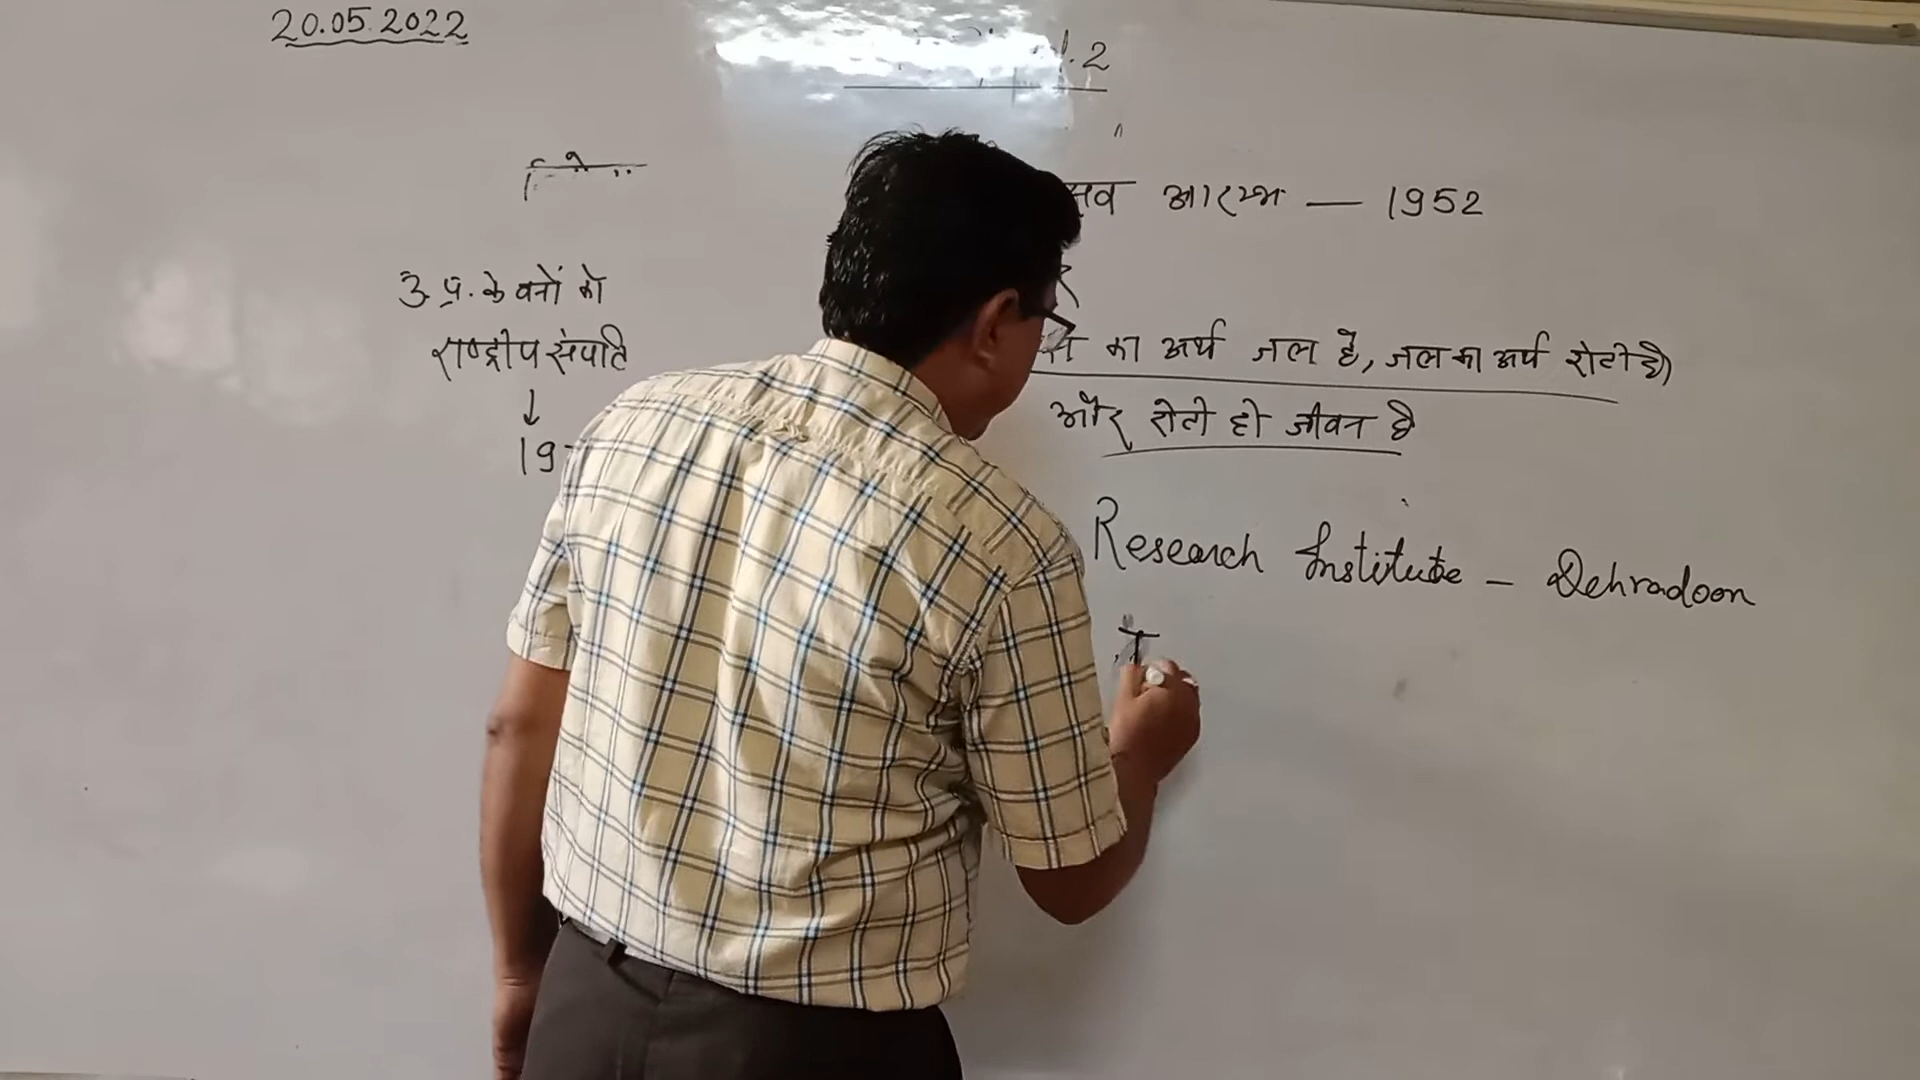 20.05.2022
.2
सव आरम्भ — 1952
उ. प्र. के वनों को
राष्ट्रीय संपत्ति
↓
19
का अर्थ जल है, जल का अर्थ रोटी है
और रोटी ही जीवन है
Research Institute - Dehradoon